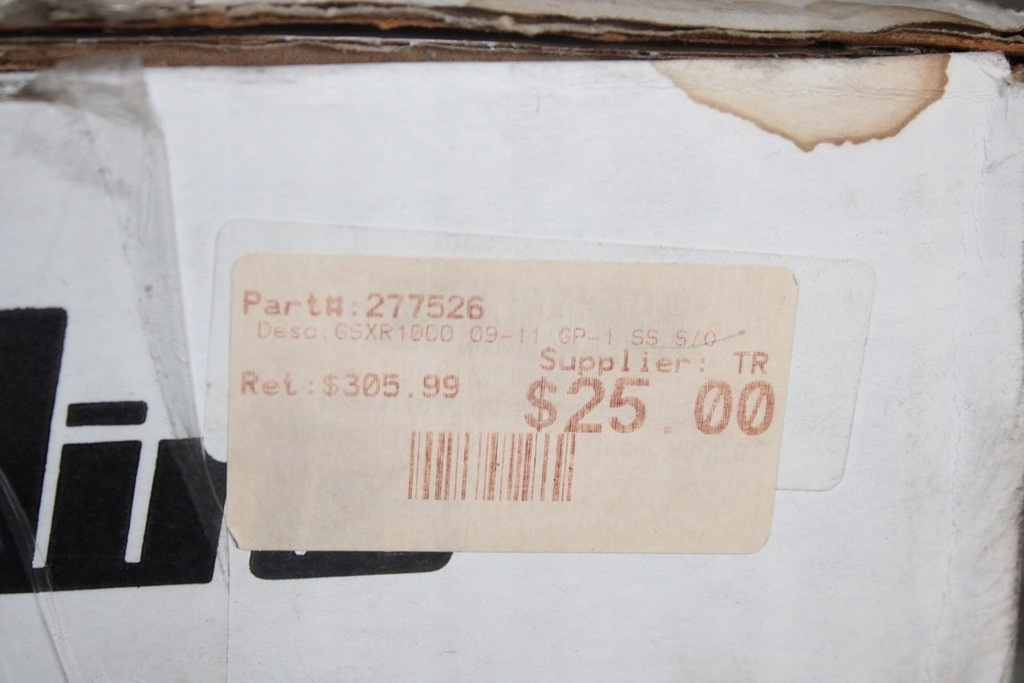 Part#:277526
Desc:GSXR1000 09-11 GP-1 SS S/O
Supplier: TR
Ret:$305.99
$25.00